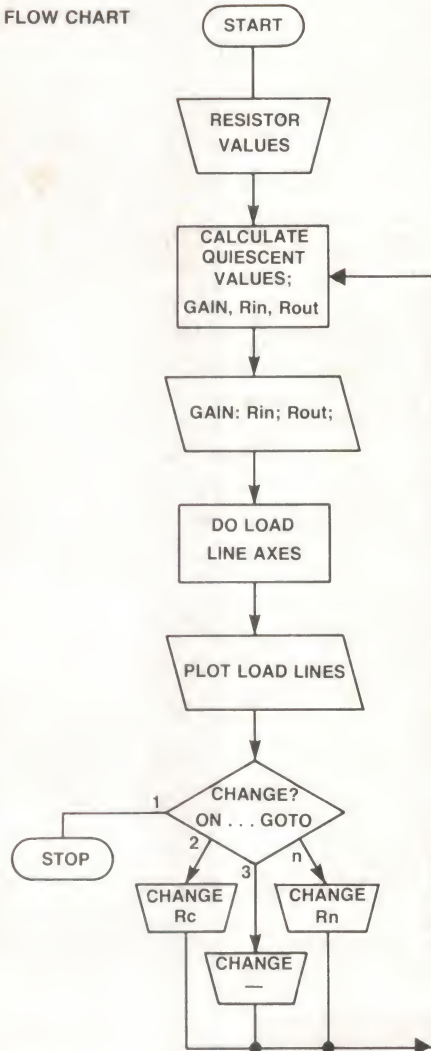 FLOW CHART
START
RESISTOR
VALUES
CALCULATE
QUIESCENT
VALUES;
GAIN, Rin, Rout
GAIN: Rin; Rout;
DO LOAD
LINE AXES
PLOT LOAD LINES
CHANGE?
ON . . . GOTO
1
STOP
2
3
n
CHANGE
Rc
CHANGE
Rn
CHANGE
—